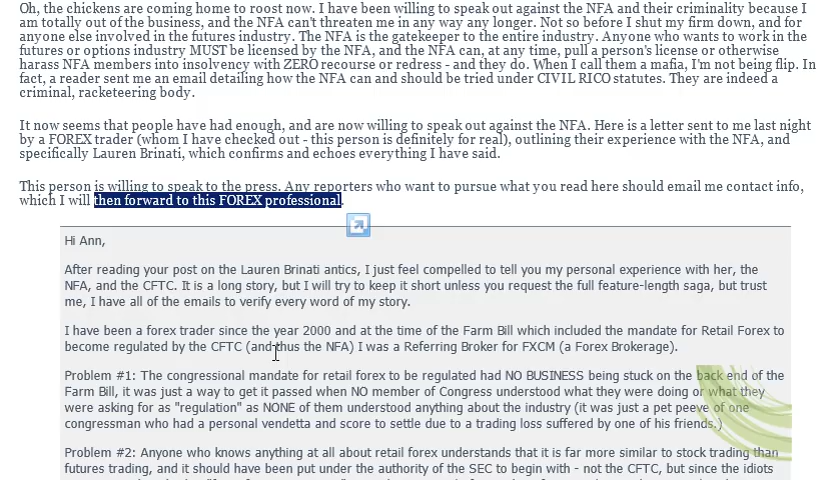 Oh, the chickens are coming home to roost now. I have been willing to speak out against the NFA and their criminality because I
am totally out of the business, and the NFA can't threaten me in any way any longer. Not so before I shut my firm down, and for
anyone else involved in the futures industry. The NFA is the gatekeeper to the entire industry. Anyone who wants to work in the
futures or options industry MUST be licensed by the NFA, and the NFA can, at any time, pull a person's license or otherwise
harass NFA members into insolvency with ZERO recourse or redress - and they do. When I call them a mafia, I'm not being flip. In
fact, a reader sent me an email detailing how the NFA can and should be tried under CIVIL RICO statutes. They are indeed a
criminal, racketeering body.
It now seems that people have had enough, and are now willing to speak out against the NFA. Here is a letter sent to me last night
by a FOREX trader (whom I have checked out - this person is definitely for real), outlining their experience with the NFA, and
specifically Lauren Brinati, which confirms and echoes everything I have said.
This person is willing to speak to the press. Any reporters who want to pursue what you read here should email me contact info,
which I will then forward to this FOREX professional.
Hi Ann,
After reading your post on the Lauren Brinati antics, I just feel compelled to tell you my personal experience with her, the
NFA, and the CFTC. It is a long story, but I will try to keep it short unless you request the full feature-length saga, but trust
me, I have all of the emails to verify every word of my story.
I have been a forex trader since the year 2000 and at the time of the Farm Bill which included the mandate for Retail Forex to
become regulated by the CFTC (and thus the NFA) I was a Referring Broker for FXCM (a Forex Brokerage).
Problem #1: The congressional mandate for retail forex to be regulated had NO BUSINESS being stuck on the back end of the
Farm Bill, it was just a way to get it passed when NO member of Congress understood what they were doing or what they
were asking for as "regulation" as NONE of them understood anything about the industry (it was just a pet peeve of one
congressman who had a personal vendetta and score to settle due to a trading loss suffered by one of his friends.)
Problem #2: Anyone who knows anything at all about retail forex understands that it is far more similar to stock trading than
futures trading, and it should have been put under the authority of the SEC to begin with - not the CFTC, but since the idiots